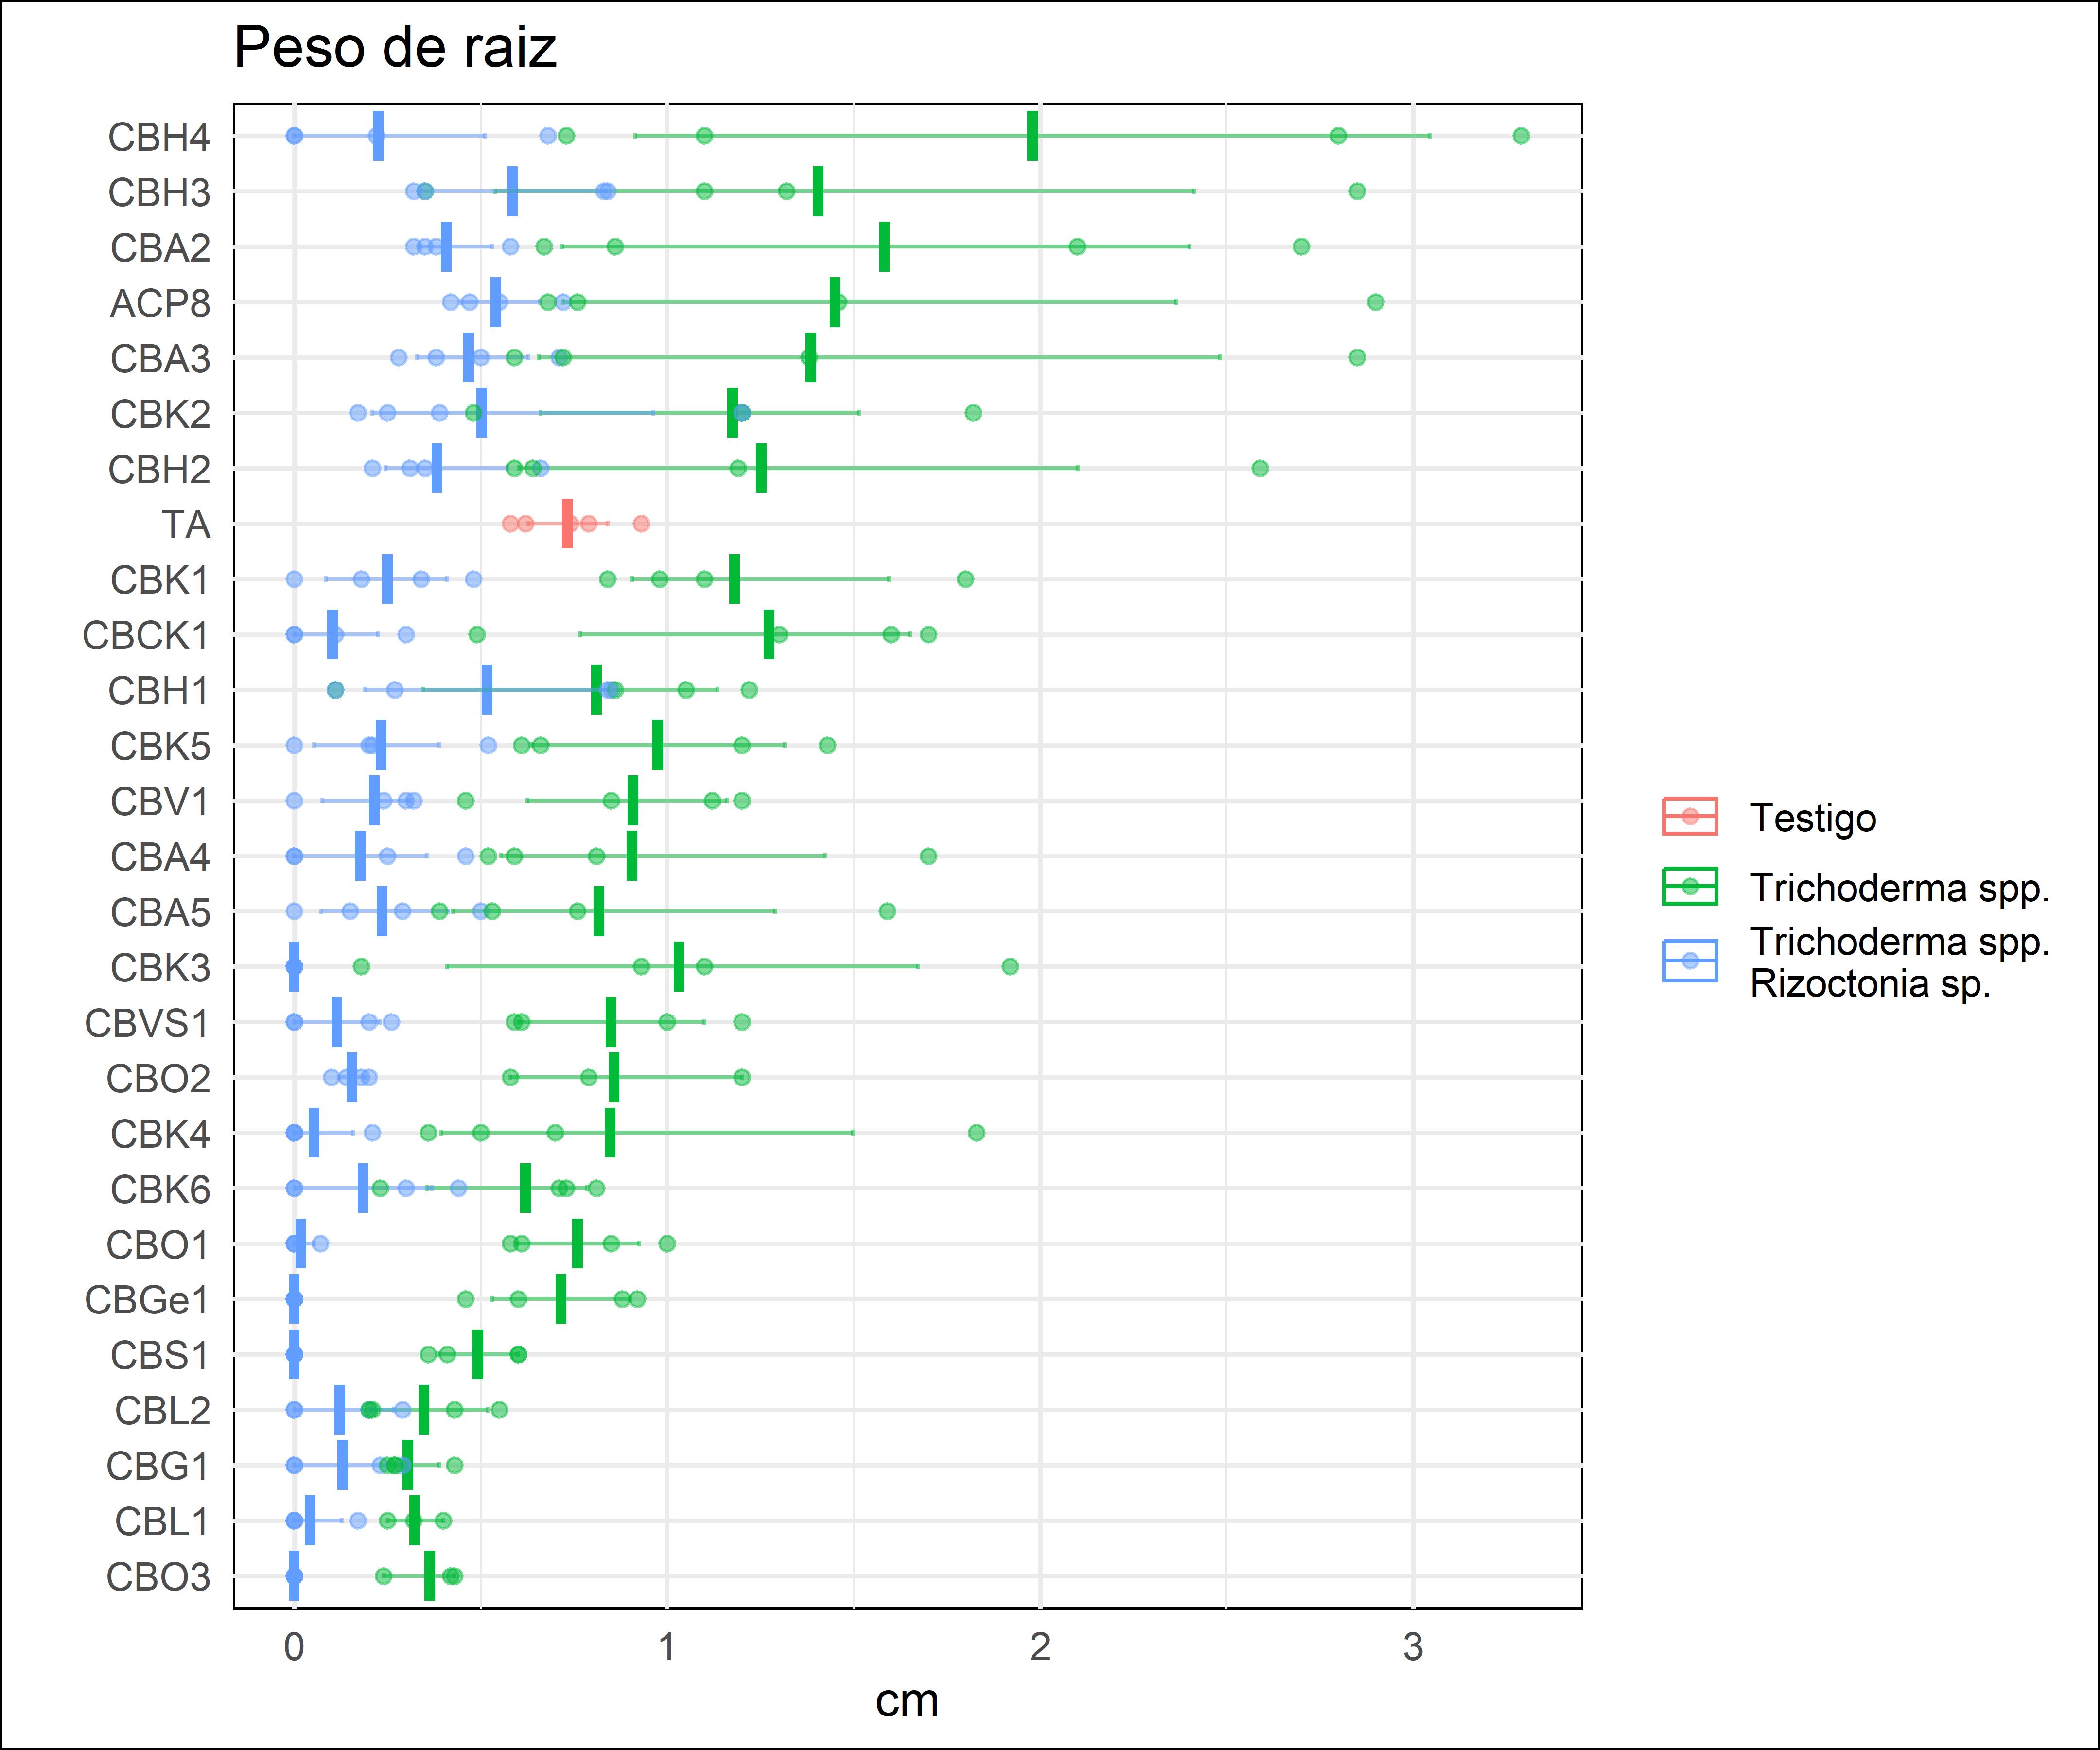 Peso de raiz
CBH4
CBH3
CBA2
ACP8
CBA3
CBK2
CBH2
TA
CBK1
CBCK1
CBH1
CBK5
CBV1
CBA4
CBA5
CBK3
CBVS1
CBO2
CBK4
CBK6
CBO1
CBGe1
CBS1
CBL2
CBG1
CBL1
CBO3
0 1 2 3
cm
Testigo
Trichoderma spp.
Trichoderma spp.
Rizoctonia sp.